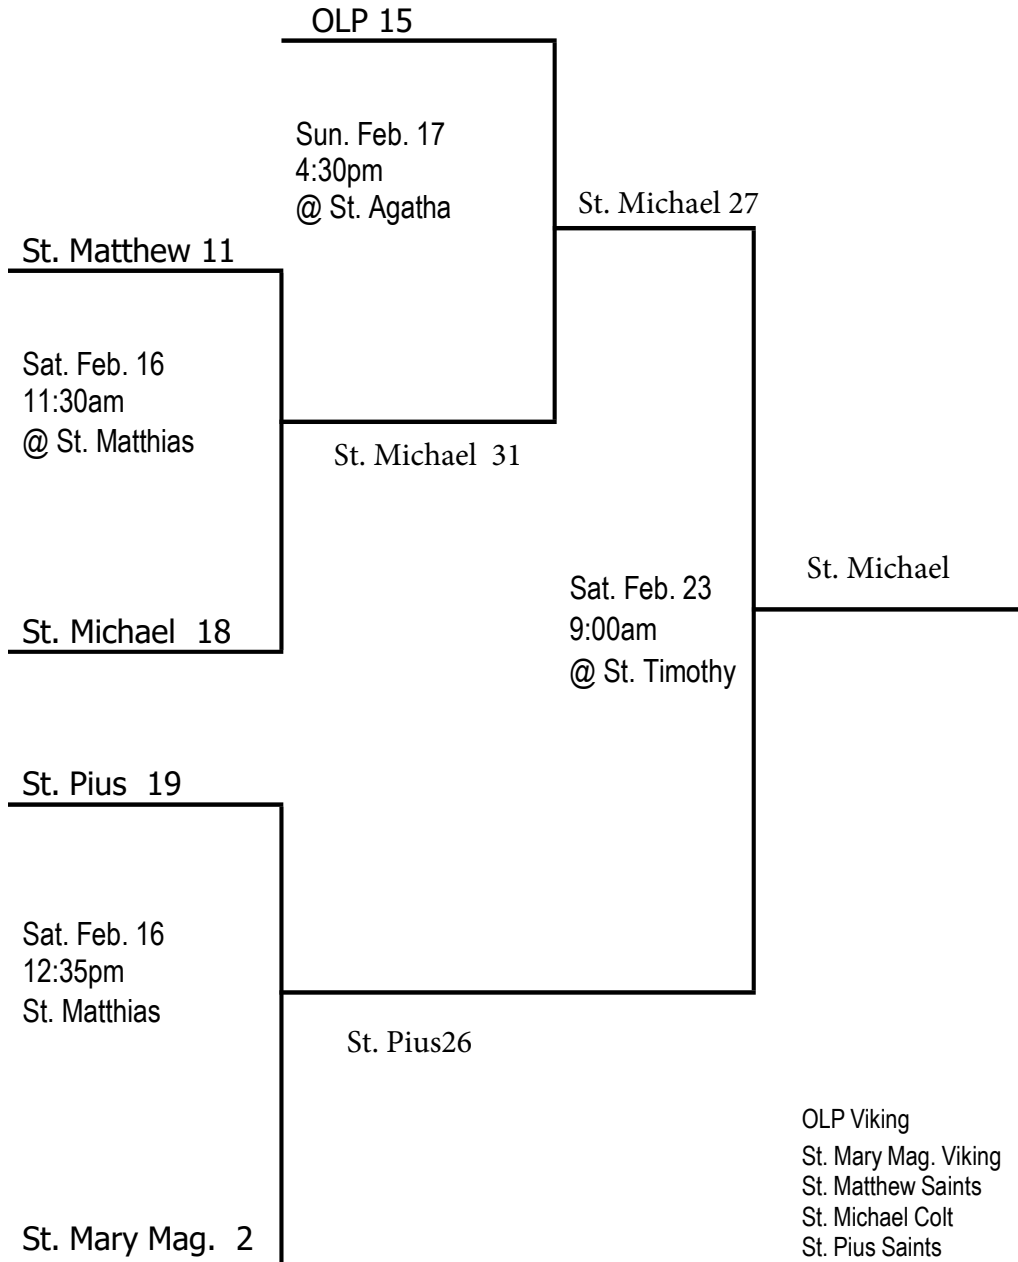 OLP 15
Sun. Feb. 17
4:30pm
@ St. Agatha
St. Michael 27
St. Matthew 11
Sat. Feb. 16
11:30am
@ St. Matthias
St. Michael  31
St. Michael  18
Sat. Feb. 23
9:00am
@ St. Timothy
St. Michael
St. Pius  19
Sat. Feb. 16
12:35pm
St. Matthias
St. Pius26
St. Mary Mag.  2
OLP Viking
St. Mary Mag. Viking
St. Matthew Saints
St. Michael Colt
St. Pius Saints